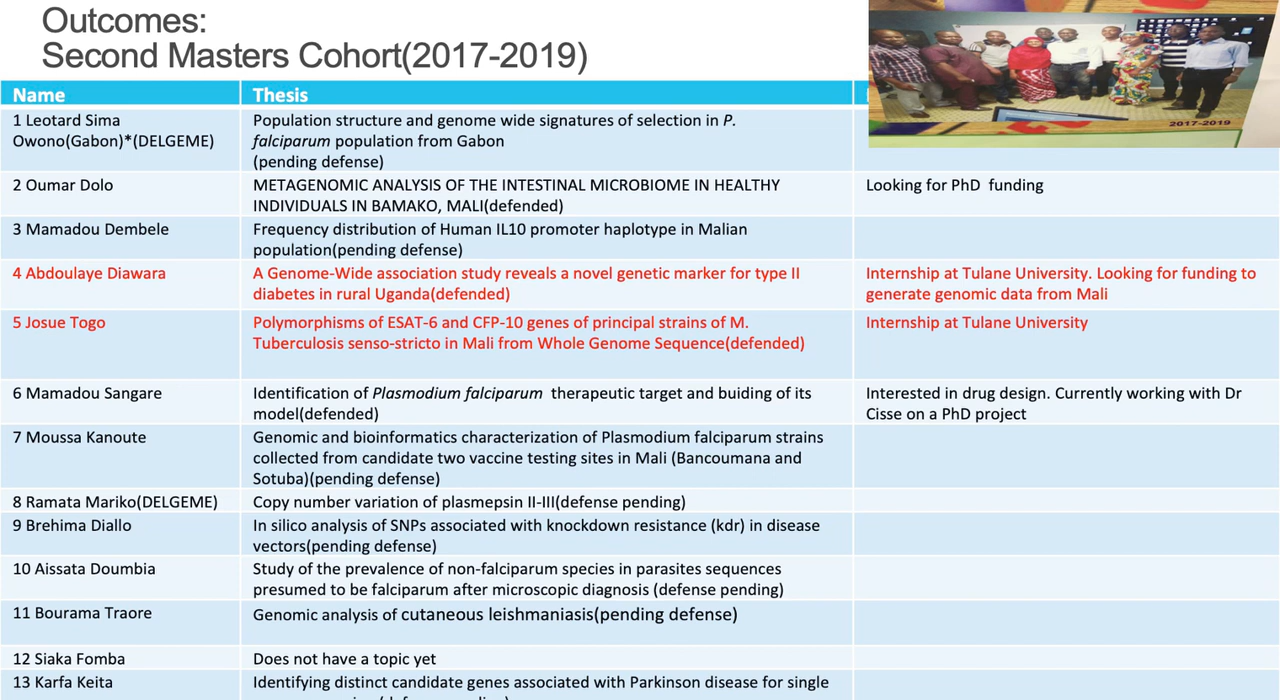 Outcomes:
Second Masters Cohort(2017-2019)
Name
Thesis
2017-2019
1 Leotard Sima
Owono(Gabon)*(DELGEME)
Population structure and genome wide signatures of selection in P.
falciparum population from Gabon
(pending defense)
2 Oumar Dolo
METAGENOMIC ANALYSIS OF THE INTESTINAL MICROBIOME IN HEALTHY
INDIVIDUALS IN BAMAKO, MALI(defended)
Looking for PhD funding
3 Mamadou Dembele
Frequency distribution of Human IL10 promoter haplotype in Malian
population(pending defense)
4 Abdoulaye Diawara
A Genome-Wide association study reveals a novel genetic marker for type II
diabetes in rural Uganda(defended)
Internship at Tulane University. Looking for funding to
generate genomic data from Mali
5 Josue Togo
Polymorphisms of ESAT-6 and CFP-10 genes of principal strains of M.
Tuberculosis senso-stricto in Mali from Whole Genome Sequence(defended)
Internship at Tulane University
6 Mamadou Sangare
Identification of Plasmodium falciparum therapeutic target and buiding of its
model(defended)
Interested in drug design. Currently working with Dr
Cisse on a PhD project
7 Moussa Kanoute
Genomic and bioinformatics characterization of Plasmodium falciparum strains
collected from candidate two vaccine testing sites in Mali (Bancoumana and
Sotuba)(pending defense)
8 Ramata Mariko(DELGEME)
Copy number variation of plasmepsin II-III(defense pending)
9 Brehima Diallo
In silico analysis of SNPs associated with knockdown resistance (kdr) in disease
vectors(pending defense)
10 Aissata Doumbia
Study of the prevalence of non-falciparum species in parasites sequences
presumed to be falciparum after microscopic diagnosis (defense pending)
11 Bourama Traore
Genomic analysis of cutaneous leishmaniasis(pending defense)
12 Siaka Fomba
Does not have a topic yet
13 Karfa Keita
Identifying distinct candidate genes associated with Parkinson disease for single